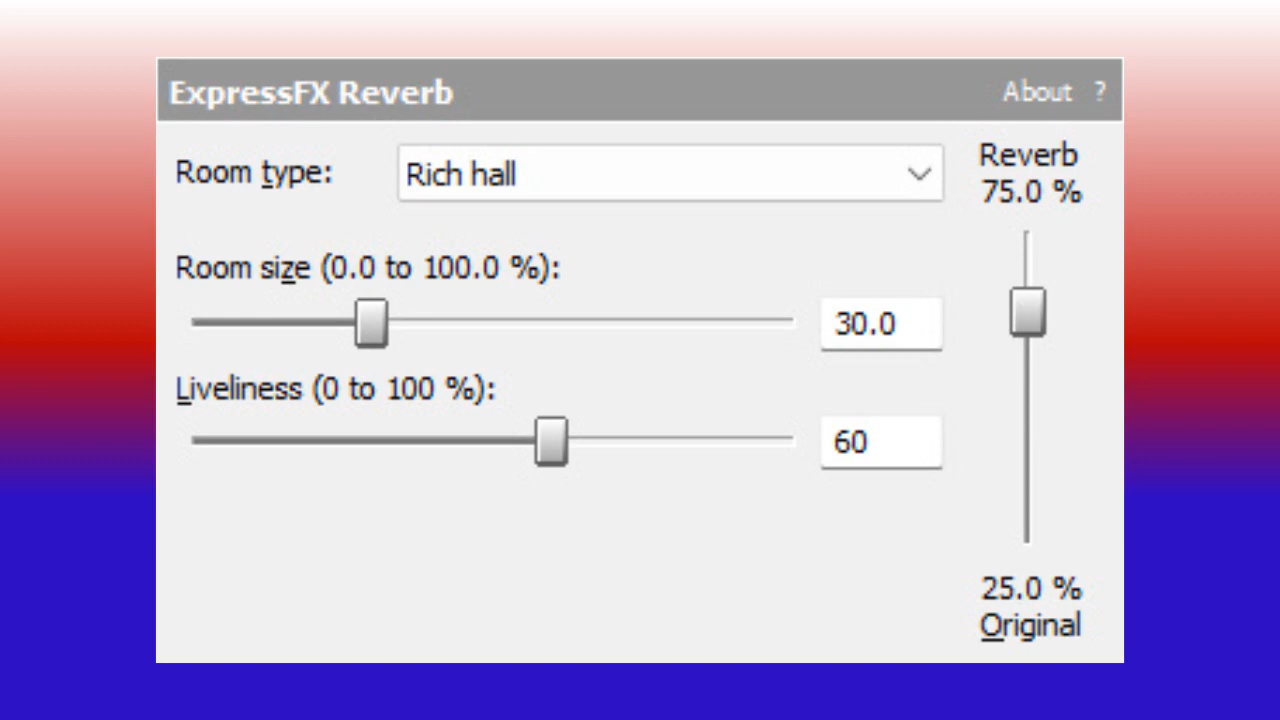 ExpressFX Reverb About ?
Room type: Rich hall
Reverb
75.0 %
Room size (0.0 to 100.0 %):
30.0
Liveliness (0 to 100 %):
60
25.0 %
Original